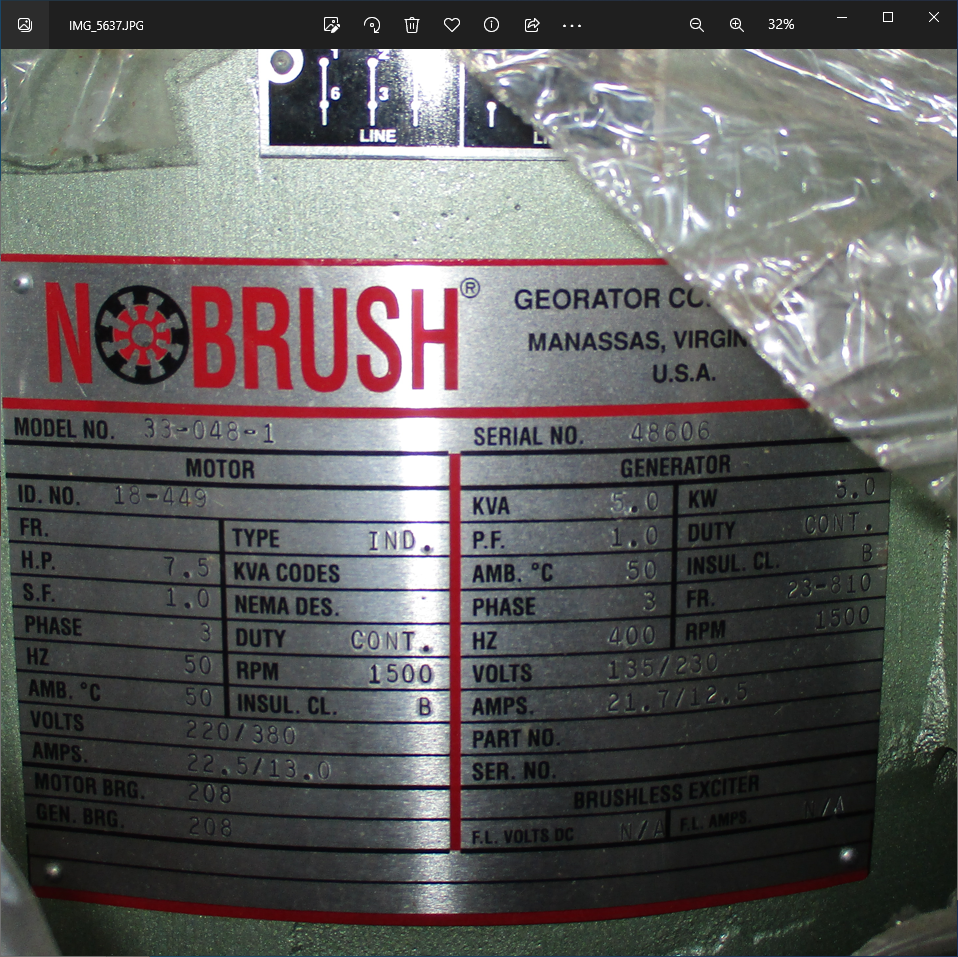 IMG_5637.JPG
32%
1 2
6 3
LINE
NOBRUSH®
GEORATOR
MANASSAS,
U.S.A.
MODEL NO. 33-048-1 SERIAL NO. 48606
MOTOR
ID. NO. 18-449
FR.
H.P. 7.5
S.F. 1.0
PHASE 3
HZ 50
AMB. °C 50
TYPE IND.
KVA CODES
NEMA DES.
DUTY CONT.
RPM 1500
INSUL. CL. B
VOLTS 220/380
AMPS. 22.5/13.0
MOTOR BRG. 208
GEN. BRG. 208
GENERATOR
KVA 5.0
P.F. 1.0
AMB. °C 50
PHASE 3
HZ 400
KW 5.0
DUTY CONT.
INSUL. CL. B
FR. 23-810
RPM 1500
VOLTS 135/230
AMPS. 21.7/12.5
PART NO.
SER. NO.
BRUSHLESS EXCITER
F.L. VOLTS DC N/A F.L. AMPS. N/A